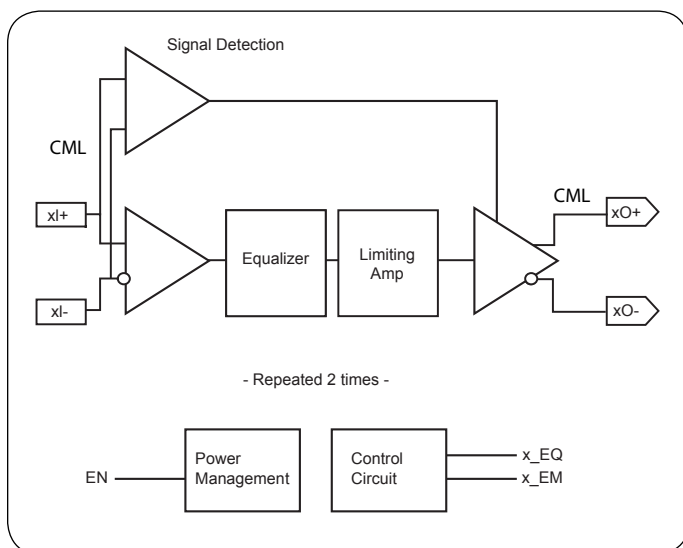 Signal Detection
CML
CML
xI+
xO+
Equalizer
Limiting
Amp
xI-
xO-
- Repeated 2 times -
Power
Management
Control
Circuit
x_EQ
EN
x_EM